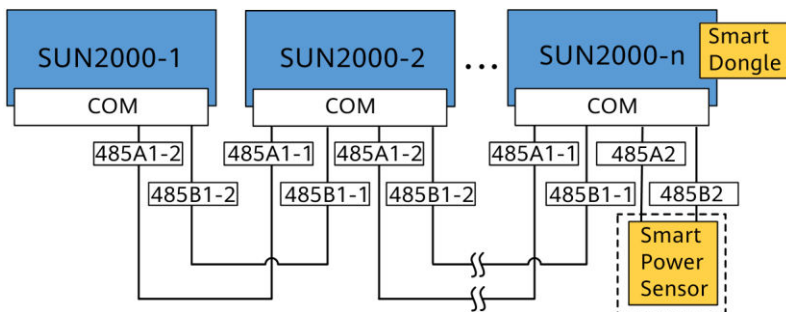 SUN2000-1
SUN2000-2
...
SUN2000-n
Smart
Dongle
COM
COM
COM
485A1-2
485A1-1
485A1-2
485A1-1
485A2
485B1-2
485B1-1
485B1-2
485B1-1
485B2
Smart
Power
Sensor